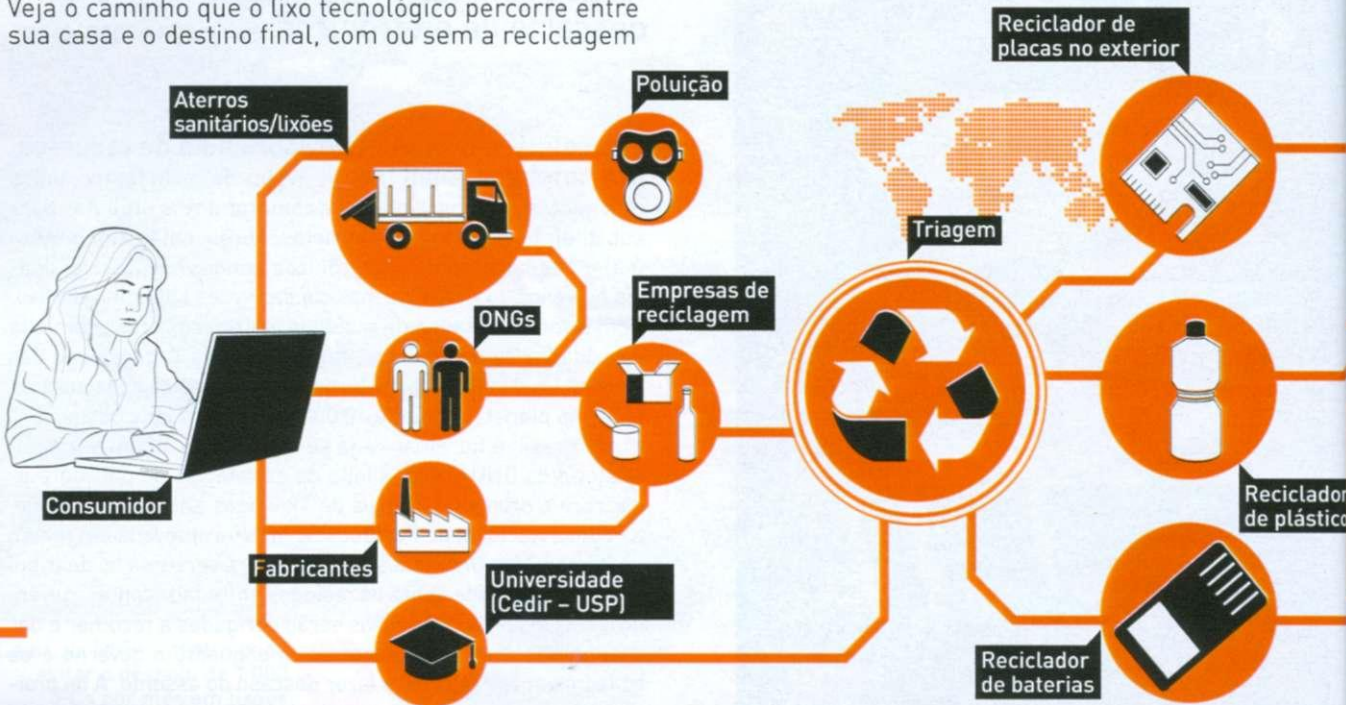 Veja o caminho que o lixo tecnológico percorre entre
sua casa e o destino final, com ou sem a reciclagem
Aterros
sanitários/lixões
Poluição
Reciclador de
placas no exterior
Triagem
ONGs
Empresas de
reciclagem
Consumidor
Fabricantes
Universidade
(Cedir – USP)
Reciclador
de plástico
Reciclador
de baterias